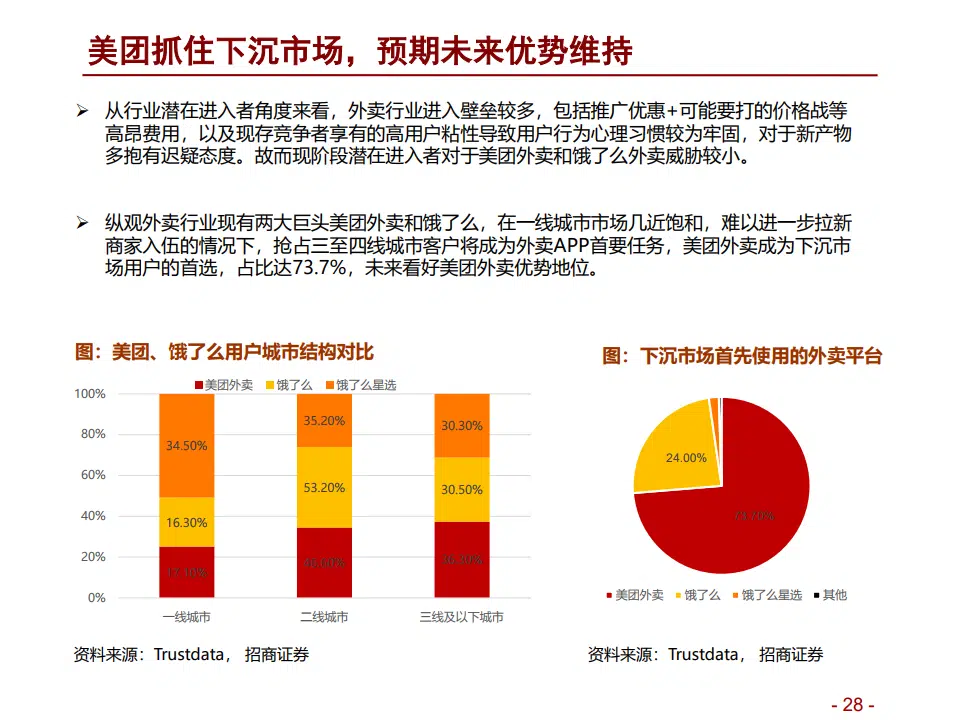 美团抓住下沉市场，预期未来优势维持
➢ 从行业潜在进入者角度来看，外卖行业进入壁垒较多，包括推广优惠+可能要打的价格战等
高昂费用，以及现存竞争者享有的高用户粘性导致用户行为心理习惯较为牢固，对于新产物
多抱有迟疑态度。故而现阶段潜在进入者对于美团外卖和饿了么外卖威胁较小。
➢ 纵观外卖行业现有两大巨头美团外卖和饿了么，在一线城市市场几近饱和，难以进一步拉新
商家入伍的情况下，抢占三至四线城市客户将成为外卖APP首要任务，美团外卖成为下沉市
场用户的首选，占比达73.7%，未来看好美团外卖优势地位。
图：美团、饿了么用户城市结构对比
美团外卖 饿了么 饿了么星选
100%
80%
60%
40%
20%
0%
34.50%
16.30%
17.10%
35.20%
53.20%
30.30%
30.50%
一线城市
二线城市
三线及以下城市
资料来源：Trustdata， 招商证券
图：下沉市场首先使用的外卖平台
24.00%
73.70%
美团外卖 饿了么 饿了么星选 其他
资料来源：Trustdata， 招商证券
- 28 -